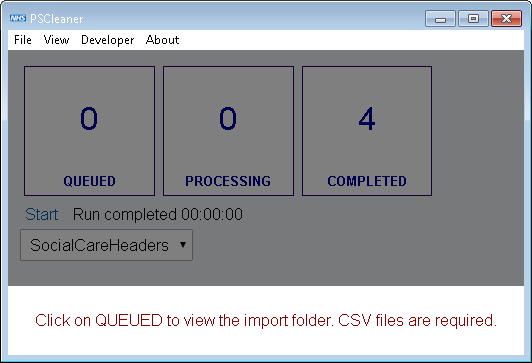 NHS PSCleaner
File View Developer About
0 0 4
QUEUED PROCESSING COMPLETED
Start Run completed 00:00:00
SocialCareHeaders
Click on QUEUED to view the import folder. CSV files are required.